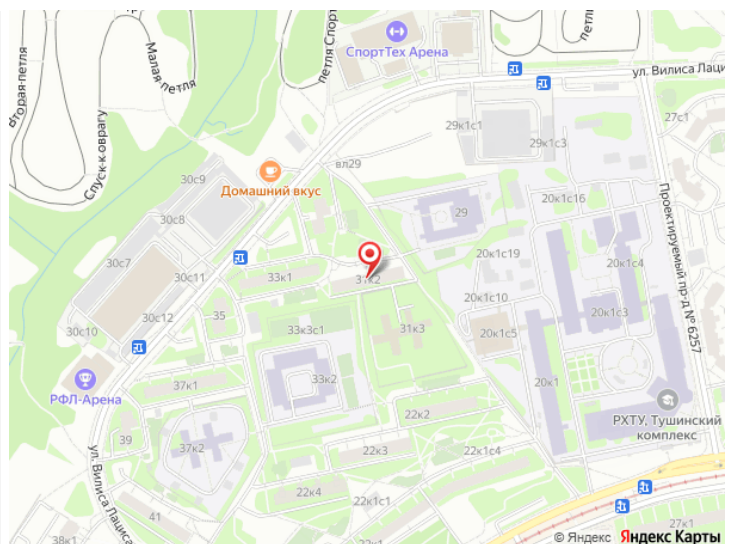 СпортТех Арена
Малая петля
Вторая петля
петля Спорт
петля
ул. Вилиса Лаци
27с1
29к1с1
29к1с3
Спуск к оврагу
30с9
вл29
Домашний вкус
Проектируемый пр-д № 6257
30с8
20к1с16
29
30с7
30с11
20к1с19
20к1с4
33к1
31к2
20к1с10
30с10
30с12
35
33к3с1
31к3
20к1с5
20к1с3
РФЛ-Арена
37к1
33к2
20к1
22к2
РХТУ, Тушинский
комплекс
39
37к2
22к3
22к1с4
ул. Вилиса Лациса
22к4
22к1с1
41
38к1
27к1
© Яндекс Яндекс Карты